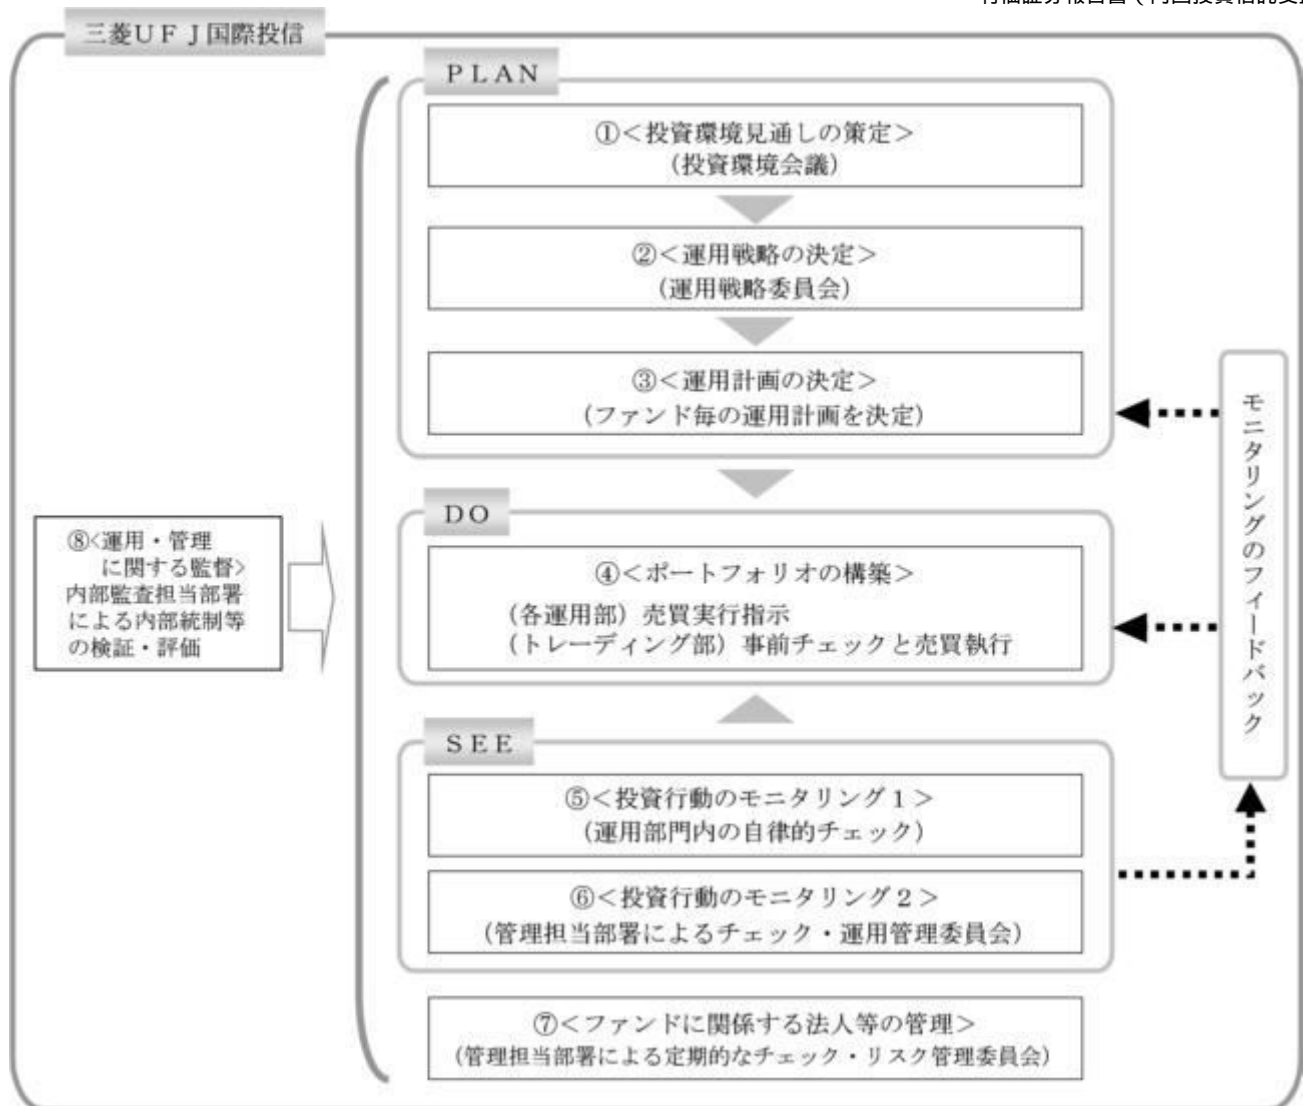 三菱ＵＦＪ国際投信
ＰＬＡＮ
①＜投資環境見通しの策定＞
（投資環境会議）
②＜運用戦略の決定＞
（運用戦略委員会）
③＜運用計画の決定＞
（ファンド毎の運用計画を決定）
ＤＯ
④＜ポートフォリオの構築＞
（各運用部）売買実行指示
（トレーディング部）事前チェックと売買執行
ＳＥＥ
⑤＜投資行動のモニタリング１＞
（運用部門内の自律的チェック）
⑥＜投資行動のモニタリング２＞
（管理担当部署によるチェック・運用管理委員会）
⑦＜ファンドに関係する法人等の管理＞
（管理担当部署による定期的なチェック・リスク管理委員会）
⑧<運用・管理
に関する監督>
内部監査担当部署
による内部統制等
の検証・評価
モニタリングのフィードバック